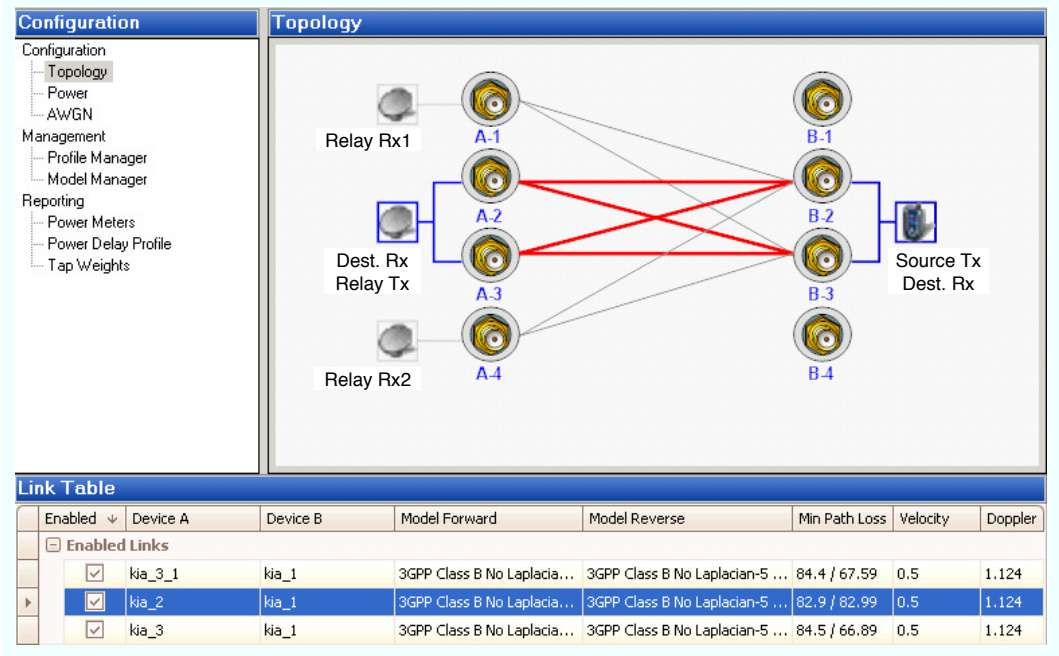 Configuration
Topology
Configuration
Topology
Power
AWGN
Management
Profile Manager
Model Manager
Reporting
Power Meters
Power Delay Profile
Tap Weights
Relay Rx1
A-1
B-1
A-2
B-2
Dest. Rx
Relay Tx
Source Tx
Dest. Rx
A-3
B-3
Relay Rx2
A-4
B-4
Link Table
Enabled Device A Device B Model Forward Model Reverse Min Path Loss Velocity Doppler
Enabled Links
kia_3_1 kia_1 3GPP Class B No Laplacia... 3GPP Class B No Laplacian-5 ... 84.4 / 67.59 0.5 1.124
kia_2 kia_1 3GPP Class B No Laplacia... 3GPP Class B No Laplacian-5 ... 82.9 / 82.99 0.5 1.124
kia_3 kia_1 3GPP Class B No Laplacia... 3GPP Class B No Laplacian-5 ... 84.5 / 66.89 0.5 1.124